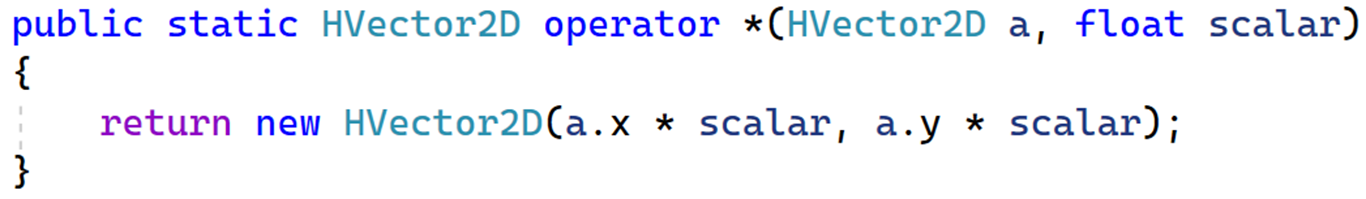 public static HVector2D operator *(HVector2D a, float scalar)
{
    return new HVector2D(a.x * scalar, a.y * scalar);
}